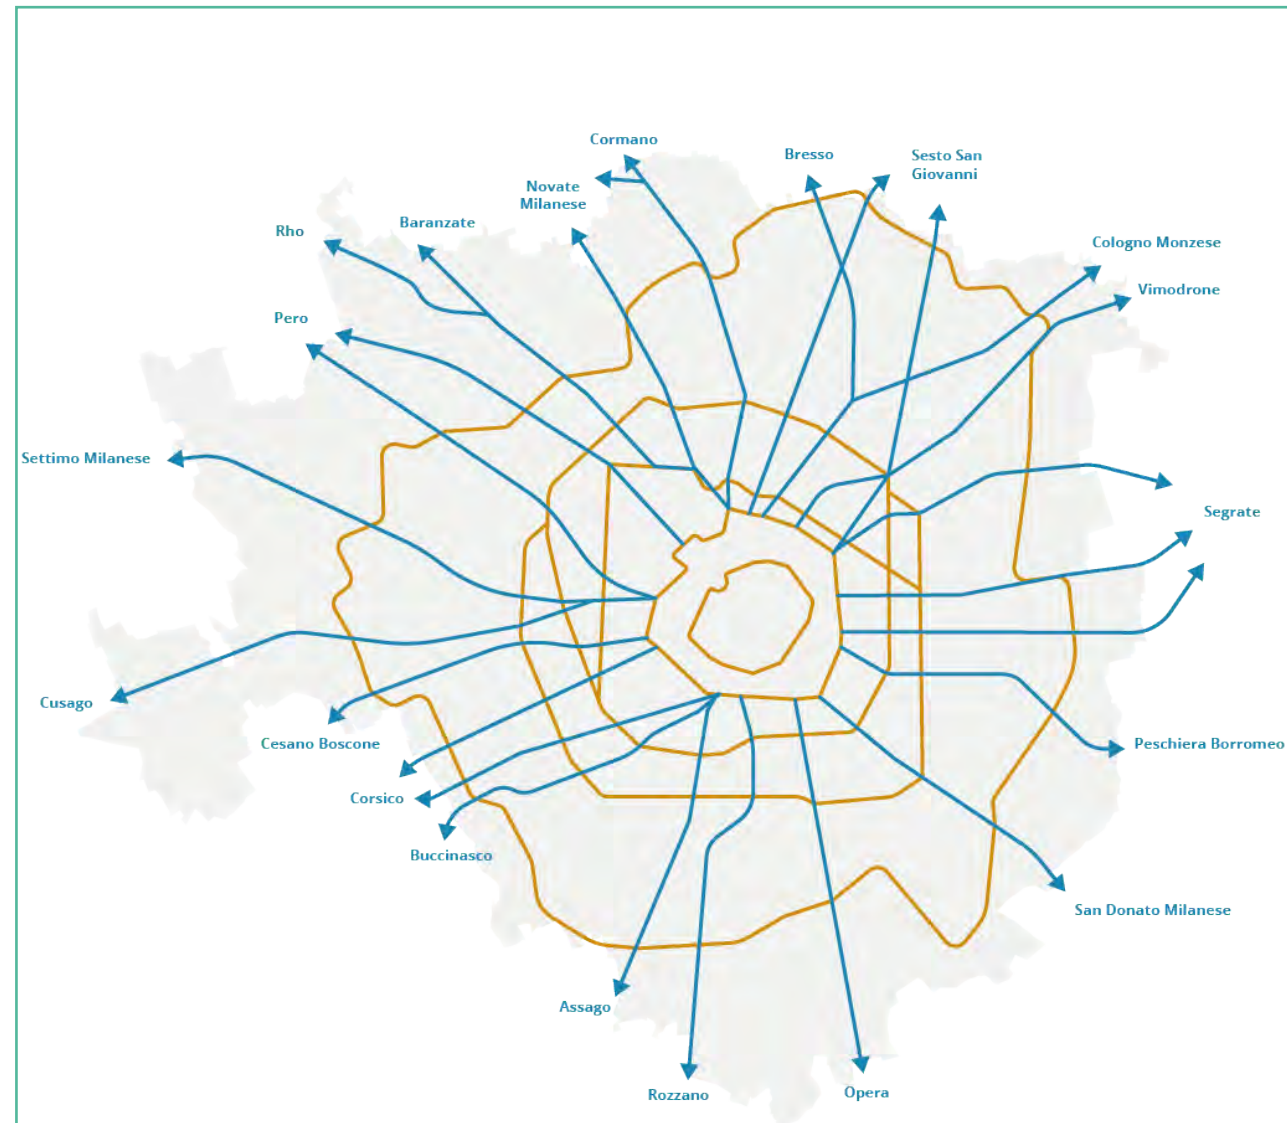 Cormano
Bresso
Sesto San
Giovanni
Novate
Milanese
Baranzate
Rho
Cologno Monzese
Vimodrone
Pero
Settimo Milanese
Segrate
Cusago
Cesano Boscone
Peschiera Borromeo
Corsico
Buccinasco
San Donato Milanese
Assago
Rozzano
Opera